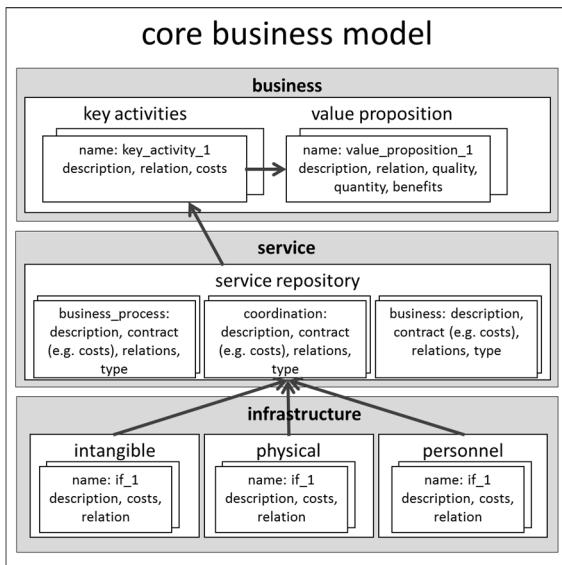 core business model
business
key activities
value proposition
name: key_activity_1
description, relation, costs
name: value_proposition_1
description, relation, quality,
quantity, benefits
service
service repository
business_process:
description, contract
(e.g. costs), relations,
type
coordination:
description, contract
(e.g. costs), relations,
type
business: description,
contract (e.g. costs),
relations, type
infrastructure
intangible
name: if_1
description, costs,
relation
physical
name: if_1
description, costs,
relation
personnel
name: if_1
description, costs,
relation